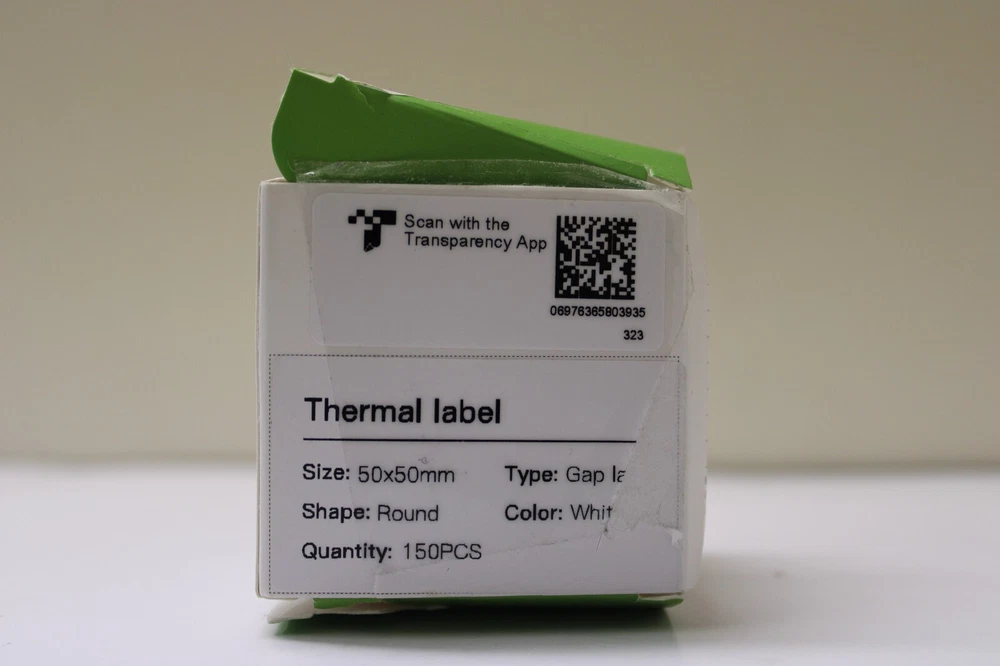 Scan with the
Transparency App
06976365803935
323
Thermal label
Size: 50x50mm
Type: Gap la
Shape: Round
Color: Whit
Quantity: 150PCS